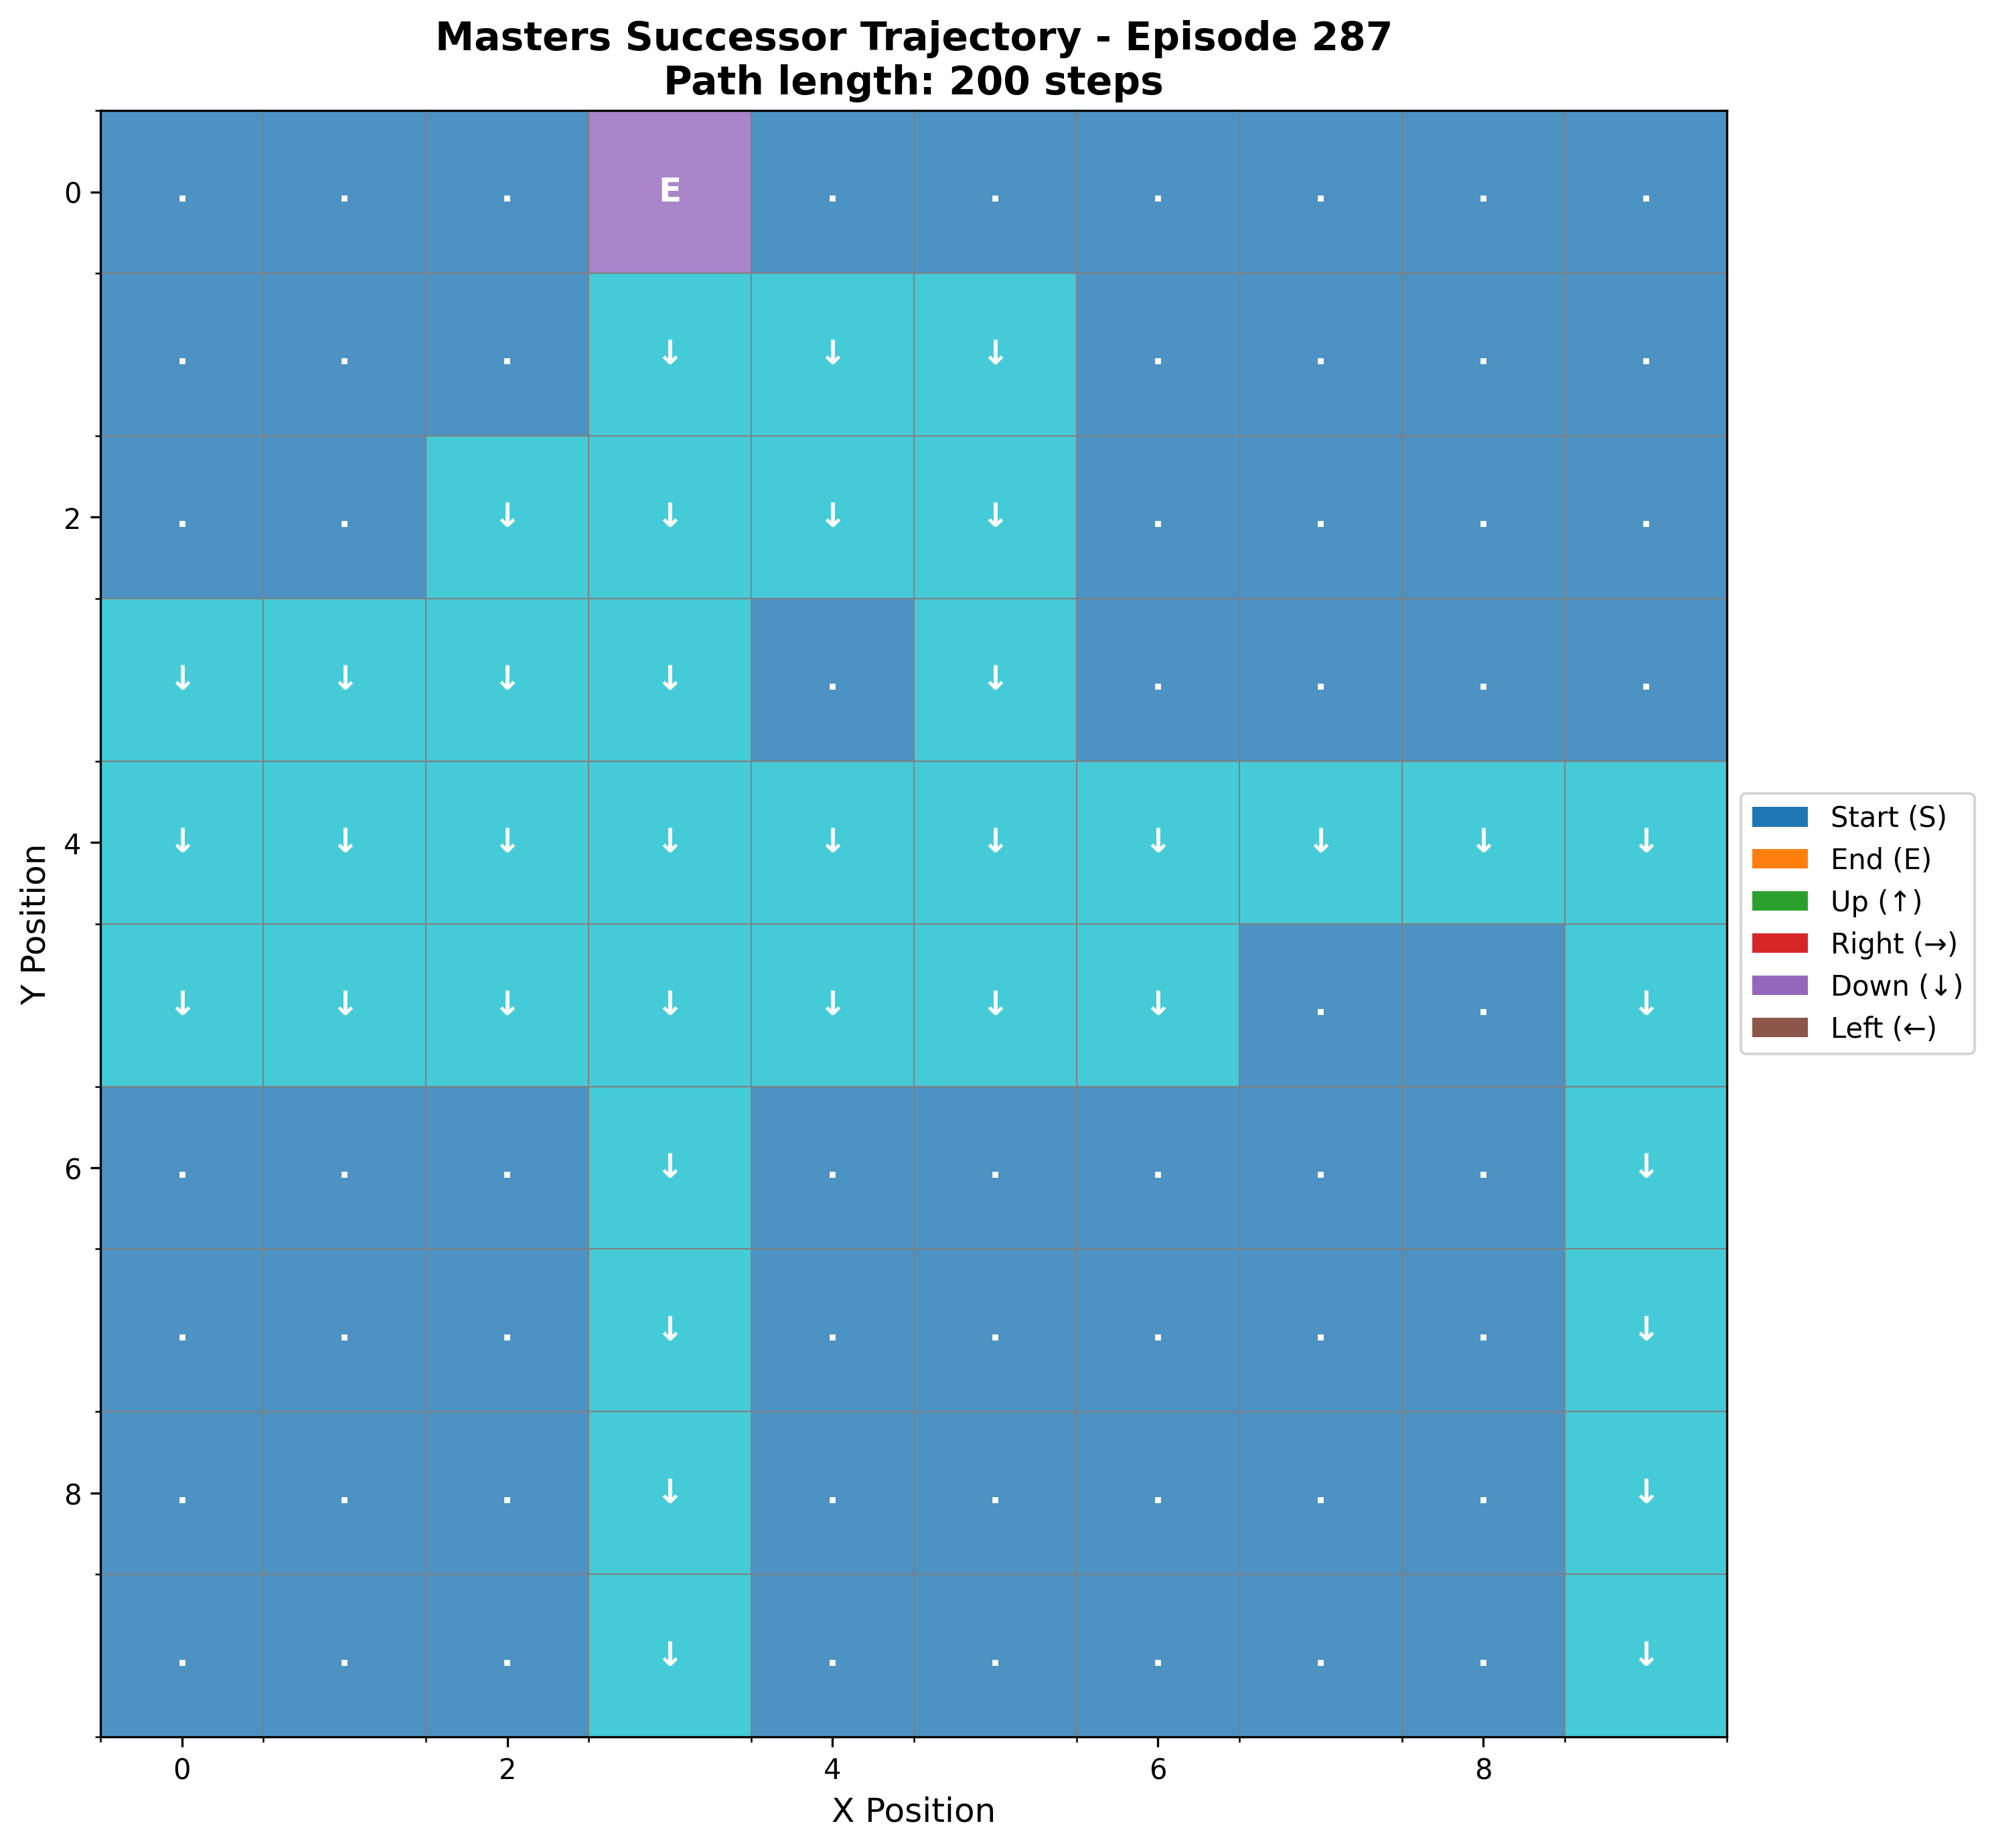 Masters Successor Trajectory - Episode 287
Path length: 200 steps
0 . . . E . . . . . .
. . . ↓ ↓ ↓ . . . .
2 . . ↓ ↓ ↓ ↓ . . . .
↓ ↓ ↓ ↓ . ↓ . . . .
4 ↓ ↓ ↓ ↓ ↓ ↓ ↓ ↓ ↓ ↓
↓ ↓ ↓ ↓ ↓ ↓ ↓ . . ↓
6 . . . ↓ . . . . . ↓
. . . ↓ . . . . . ↓
8 . . . ↓ . . . . . ↓
. . . ↓ . . . . . ↓
0 2 4 6 8
X Position
Y Position
Start (S)
End (E)
Up (↑)
Right (→)
Down (↓)
Left (←)